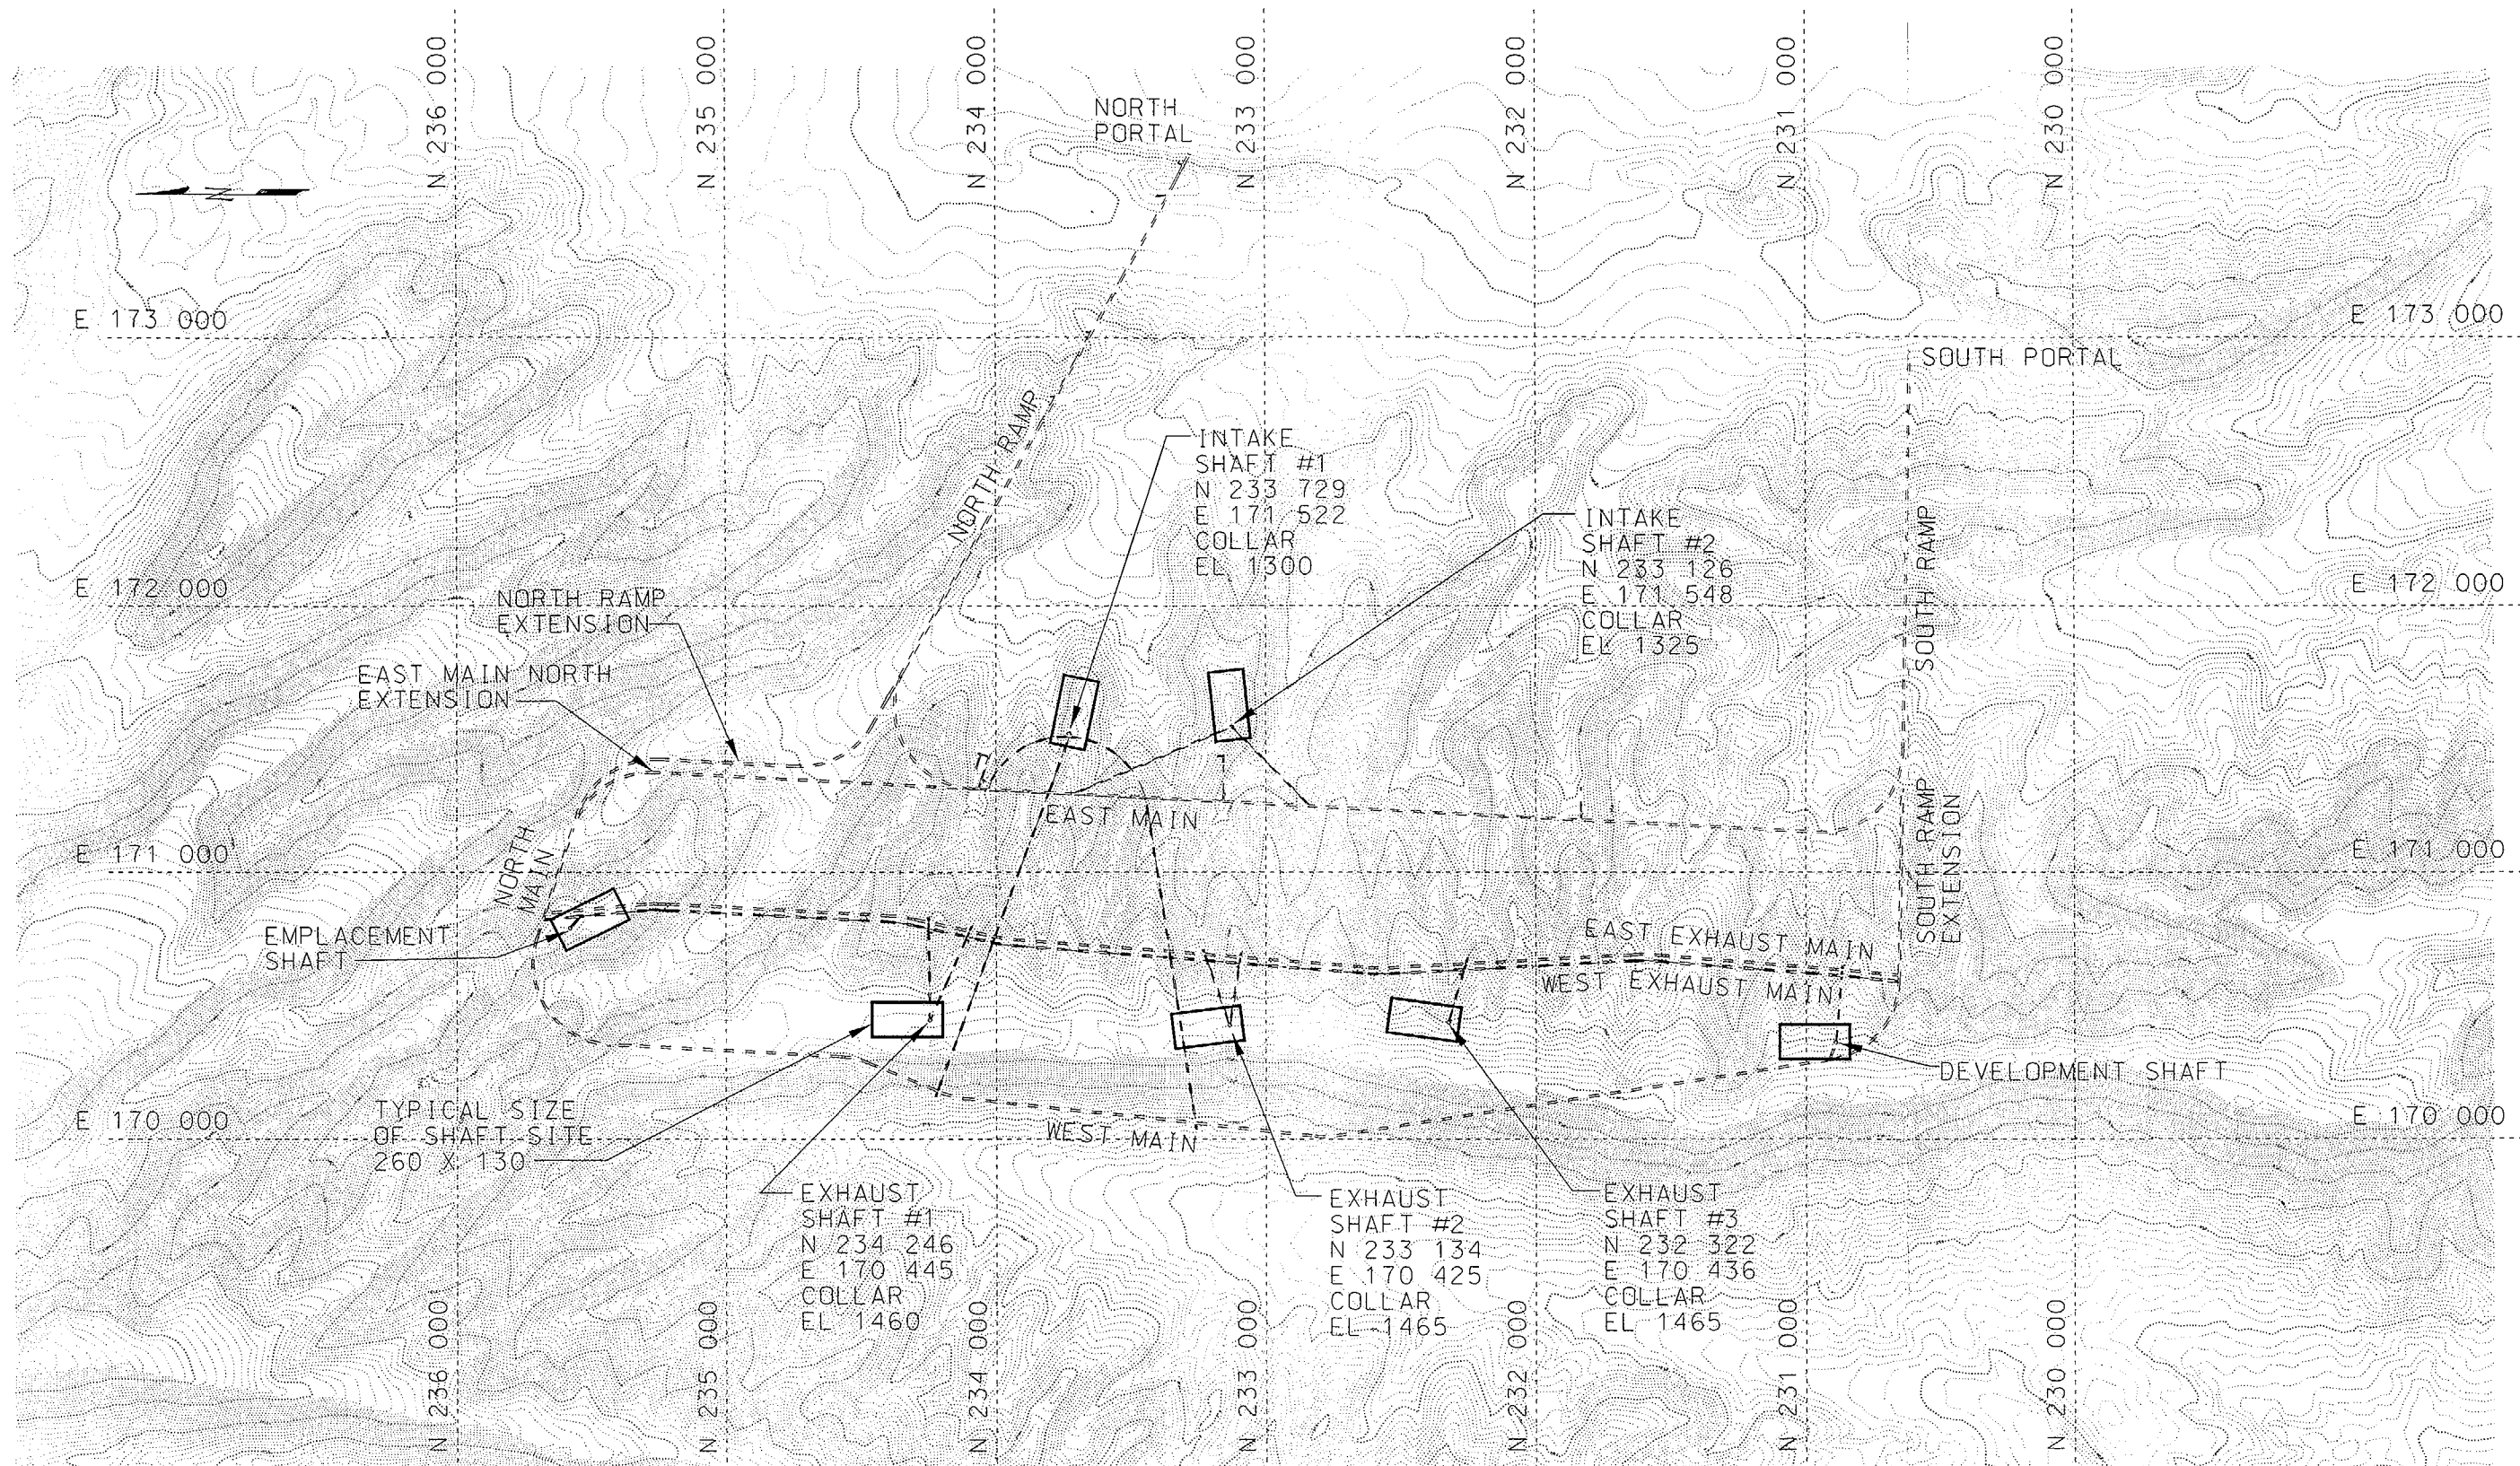 N 236 000
N 235 000
N 234 000
N 233 000
N 232 000
N 231 000
N 230 000
NORTH
PORTAL
N
E 173 000
E 173 000
SOUTH PORTAL
NORTH RAMP
INTAKE
SHAFT #1
N 233 729
E 171 522
COLLAR
EL 1300
INTAKE
SHAFT #2
N 233 126
E 171 548
COLLAR
EL 1325
SOUTH RAMP
E 172 000
E 172 000
NORTH RAMP
EXTENSION
EAST MAIN NORTH
EXTENSION
EAST MAIN
SOUTH RAMP
EXTENSION
NORTH
MAIN
E 171 000
E 171 000
EMPLACEMENT
SHAFT
EAST EXHAUST MAIN
WEST EXHAUST MAIN
DEVELOPMENT SHAFT
E 170 000
E 170 000
TYPICAL SIZE
OF SHAFT SITE
260 X 130
WEST MAIN
EXHAUST
SHAFT #1
N 234 246
E 170 445
COLLAR
EL 1460
EXHAUST
SHAFT #2
N 233 134
E 170 425
COLLAR
EL 1465
EXHAUST
SHAFT #3
N 232 322
E 170 436
COLLAR
EL 1465
N 236 000
N 235 000
N 234 000
N 233 000
N 232 000
N 231 000
N 230 000